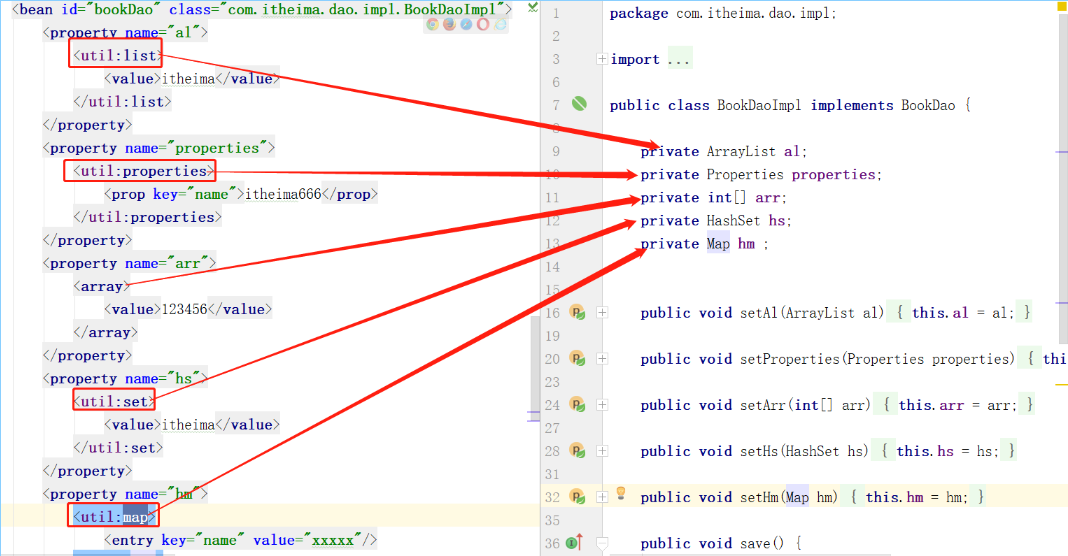 <bean id="bookDao" class="com.itheima.dao.impl.BookDaoImpl">
<property name="al">
<util:list>
<value>itheima</value>
</util:list>
</property>
<property name="properties">
<util:properties>
<prop key="name">itheima666</prop>
</util:properties>
</property>
<property name="arr">
<array>
<value>123456</value>
</array>
</property>
<property name="hs">
<util:set>
<value>itheima</value>
</util:set>
</property>
<property name="hm">
<util:map>
<entry key="name" value="xxxxx"/>
1 package com.itheima.dao.impl;
2
3 import ...
6
7 public class BookDaoImpl implements BookDao {
8
9 private ArrayList al;
10 private Properties properties;
11 private int[] arr;
12 private HashSet hs;
13 private Map hm ;
14
15
16 public void setAl(ArrayList al) { this.al = al; }
19
20 public void setProperties(Properties properties) { this
23
24 public void setArr(int[] arr) { this.arr = arr; }
27
28 public void setHs(HashSet hs) { this.hs = hs; }
31
32 public void setHm(Map hm) { this.hm = hm; }
35
36 public void save() {